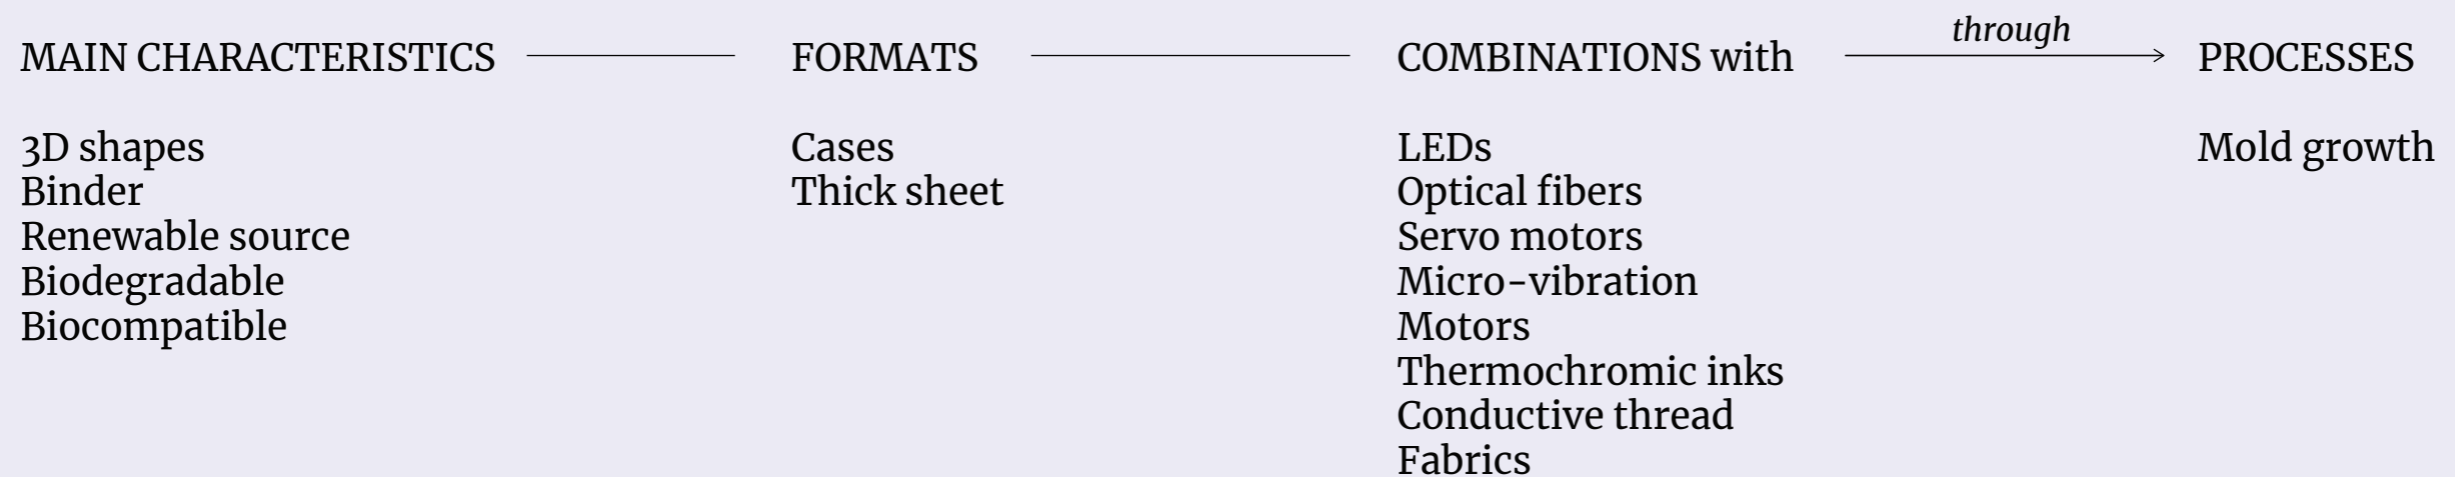 MAIN CHARACTERISTICS
3D shapes
Binder
Renewable source
Biodegradable
Biocompatible
FORMATS
Cases
Thick sheet
COMBINATIONS with
LEDs
Optical fibers
Servo motors
Micro-vibration
Motors
Thermochromic inks
Conductive thread
Fabrics
through
PROCESSES
Mold growth